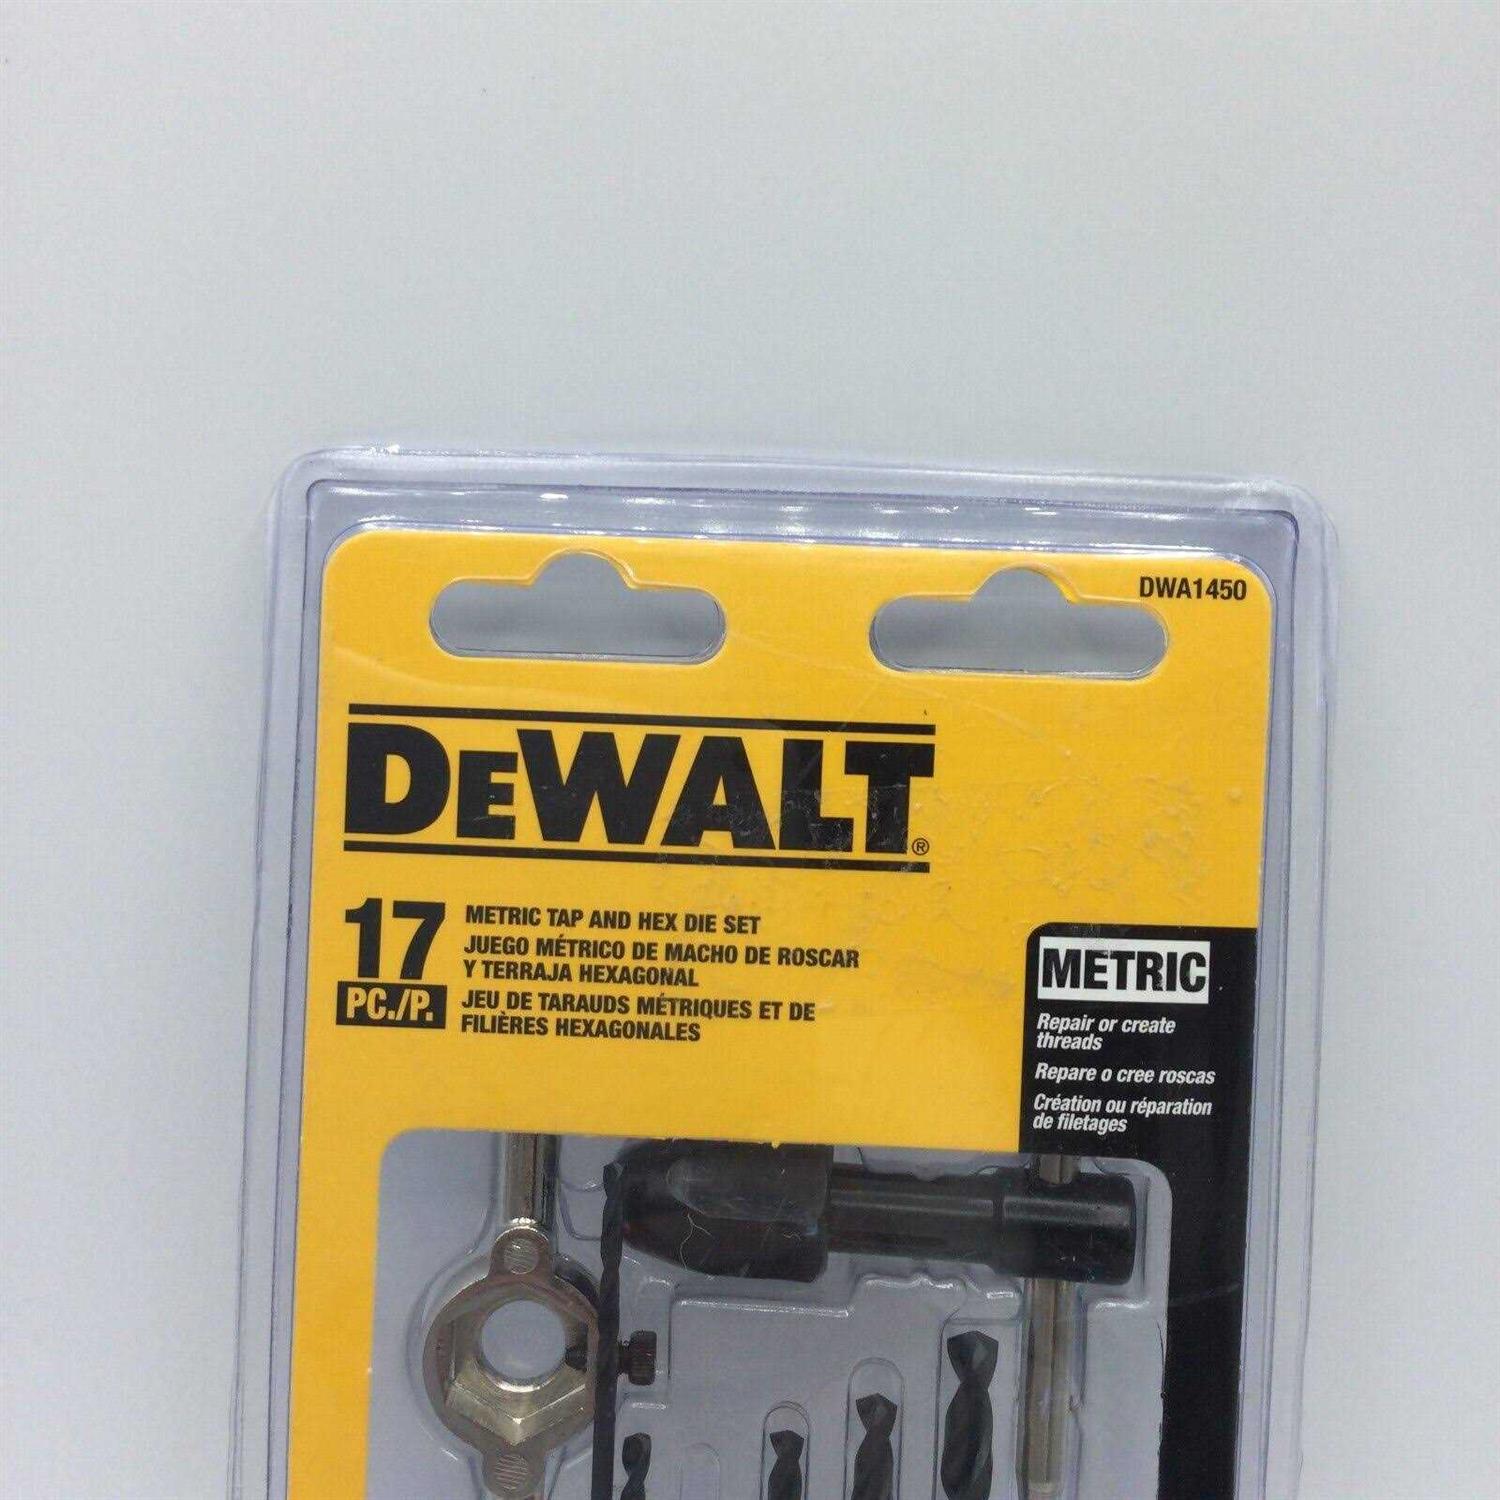 DWA1450
DEWALT®
17
PC./P.
METRIC TAP AND HEX DIE SET
JUEGO MÉTRICO DE MACHO DE ROSCAR
Y TERRAJA HEXAGONAL
JEU DE TARAUDS MÉTRIQUES ET DE
FILIÈRES HEXAGONALES
METRIC
Repair or create
threads
Repare o cree roscas
Création ou réparation
de filetages